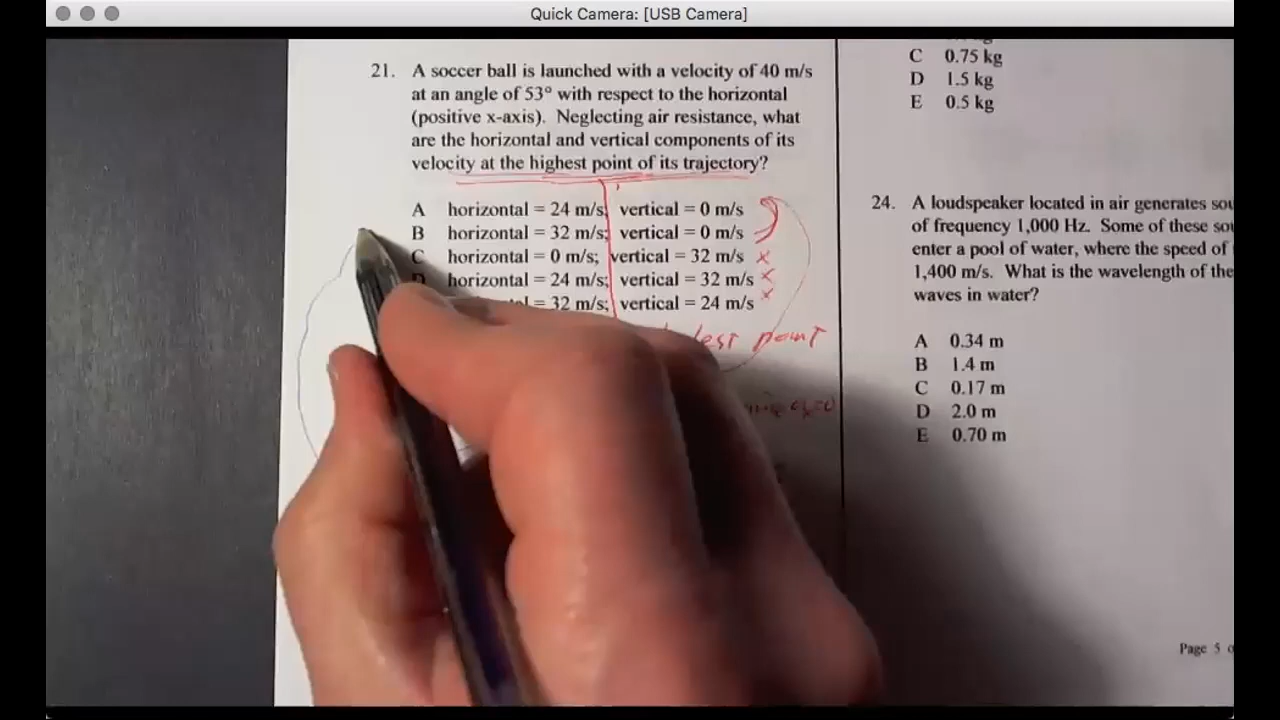 Quick Camera: [USB Camera]
21. A soccer ball is launched with a velocity of 40 m/s
at an angle of 53° with respect to the horizontal
(positive x-axis). Neglecting air resistance, what
are the horizontal and vertical components of its
velocity at the highest point of its trajectory?
A horizontal = 24 m/s; vertical = 0 m/s
B horizontal = 32 m/s; vertical = 0 m/s
C horizontal = 0 m/s; vertical = 32 m/s x
horizontal = 24 m/s; vertical = 32 m/s x
= 32 m/s; vertical = 24 m/s x
point
C 0.75 kg
D 1.5 kg
E 0.5 kg
24. A loudspeaker located in air generates sou
of frequency 1,000 Hz. Some of these sou
enter a pool of water, where the speed of
1,400 m/s. What is the wavelength of the
waves in water?
A 0.34 m
B 1.4 m
C 0.17 m
D 2.0 m
E 0.70 m
Page 5